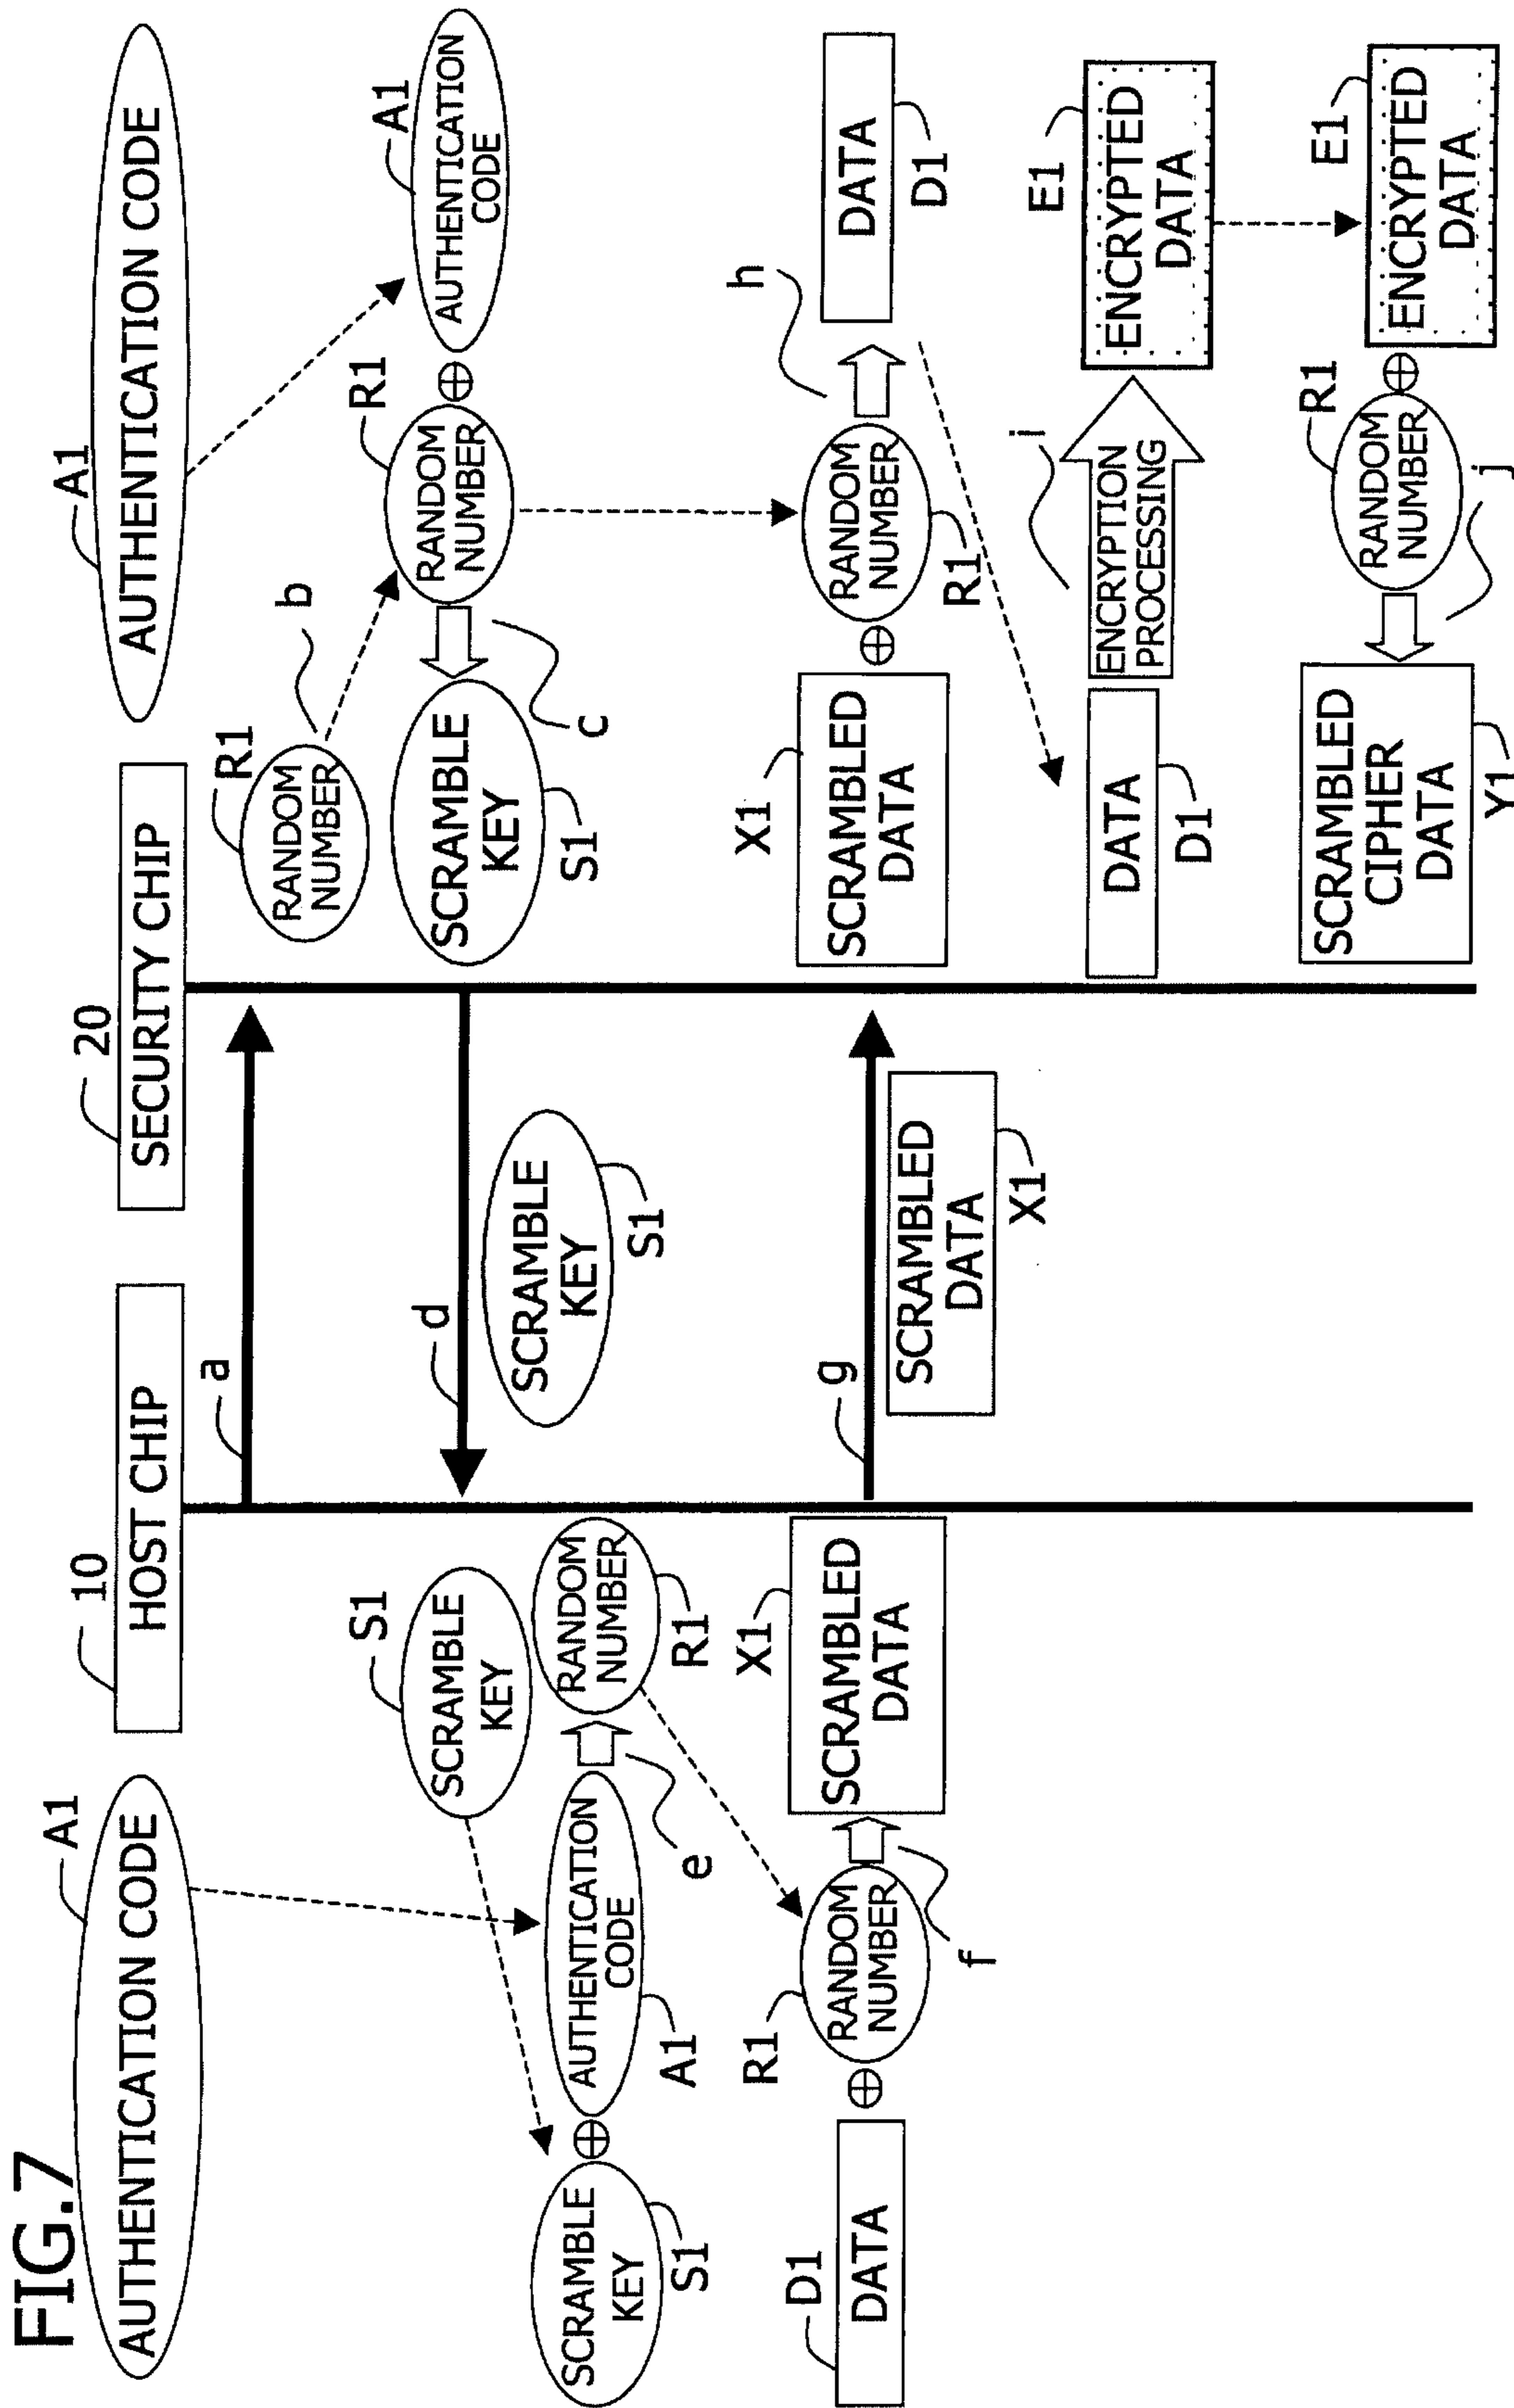 FIG.7
A1
AUTHENTICATION CODE
10
HOST CHIP
20
SECURITY CHIP
A1
AUTHENTICATION CODE
a
R1
RANDOM
NUMBER
b
S1
SCRAMBLE
KEY
d
SCRAMBLE
KEY
S1
SCRAMBLE
KEY
S1
c
R1
RANDOM
NUMBER
⊕
A1
AUTHENTICATION
CODE
SCRAMBLE
KEY
S1
⊕
AUTHENTICATION
CODE
A1
e
RANDOM
NUMBER
R1
D1
DATA
⊕
R1
RANDOM
NUMBER
f
X1
SCRAMBLED
DATA
g
SCRAMBLED
DATA
X1
X1
SCRAMBLED
DATA
⊕
RANDOM
NUMBER
R1
h
DATA
D1
DATA
D1
i
ENCRYPTION
PROCESSING
E1
ENCRYPTED
DATA
SCRAMBLED
CIPHER
DATA
Y1
j
R1
RANDOM
NUMBER
⊕
E1
ENCRYPTED
DATA